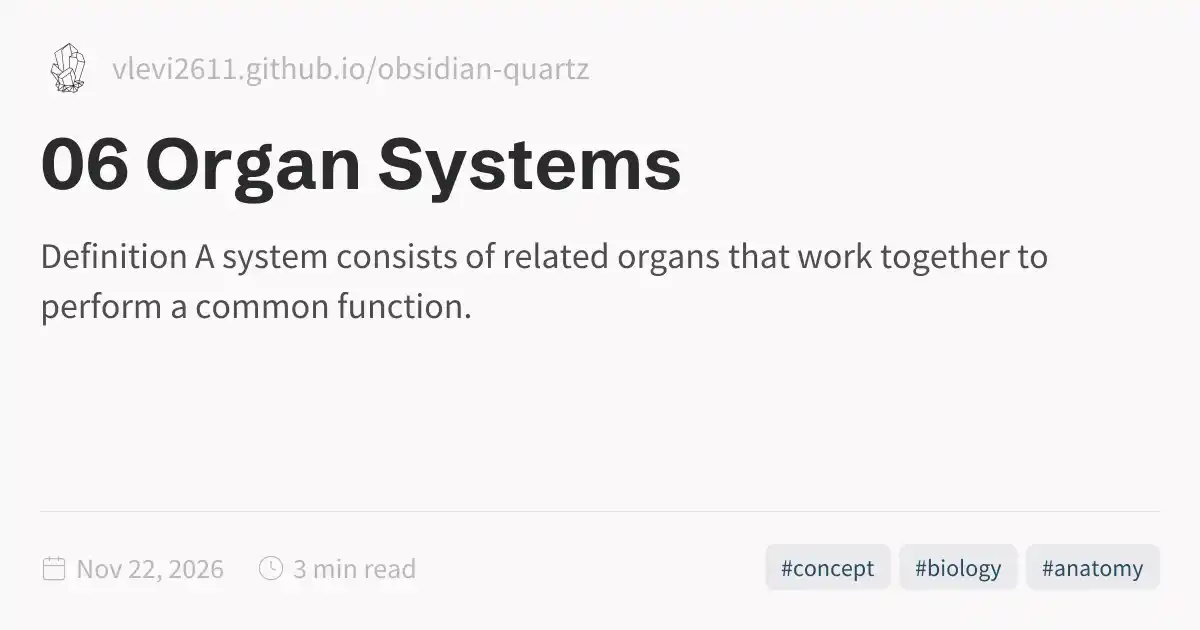 vlevi2611.github.io/obsidian-quartz
06 Organ Systems
Definition A system consists of related organs that work together to
perform a common function.
Nov 22, 2026 3 min read #concept #biology #anatomy